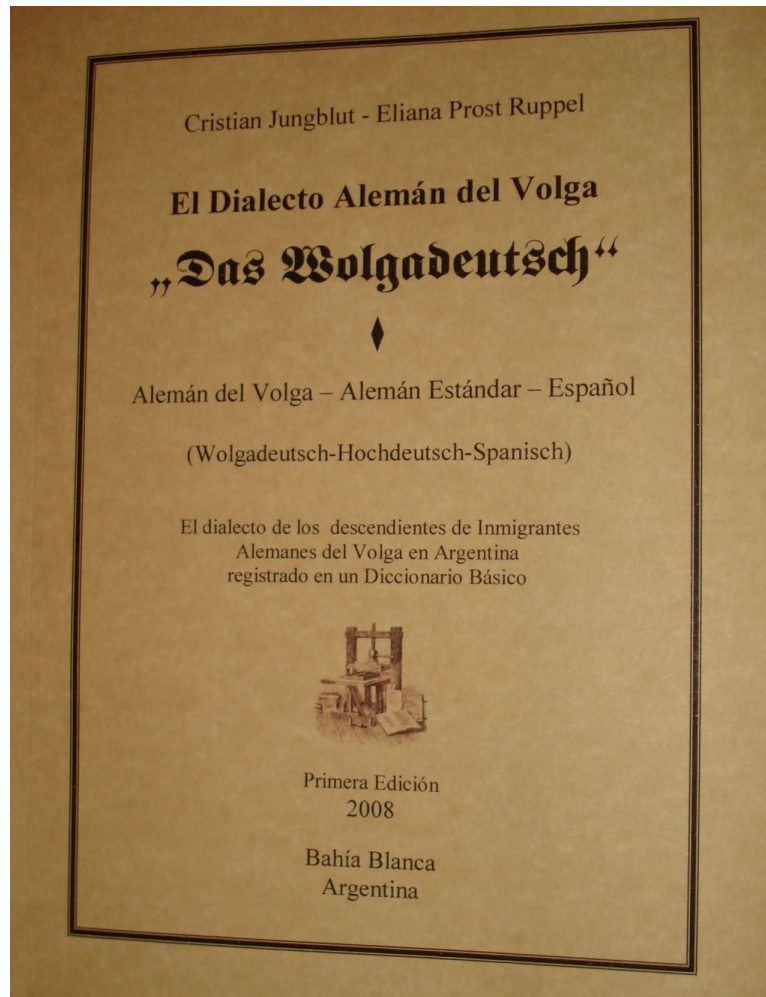 Cristian Jungblut - Eliana Prost Ruppel
El Dialecto Alemán del Volga
„Das Wolgadeutsch“
Alemán del Volga – Alemán Estándar – Español
(Wolgadeutsch-Hochdeutsch-Spanisch)
El dialecto de los descendientes de Inmigrantes
Alemanes del Volga en Argentina
registrado en un Diccionario Básico
Primera Edición
2008
Bahía Blanca
Argentina